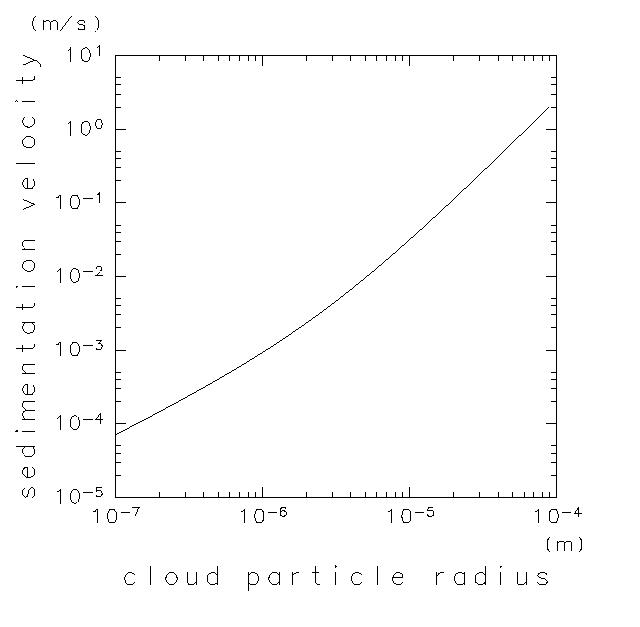 (m/s)
sedimentation velocity
10¹
10⁰
10⁻¹
10⁻²
10⁻³
10⁻⁴
10⁻⁵
10⁻⁷ 10⁻⁶ 10⁻⁵ 10⁻⁴
(m)
cloud particle radius